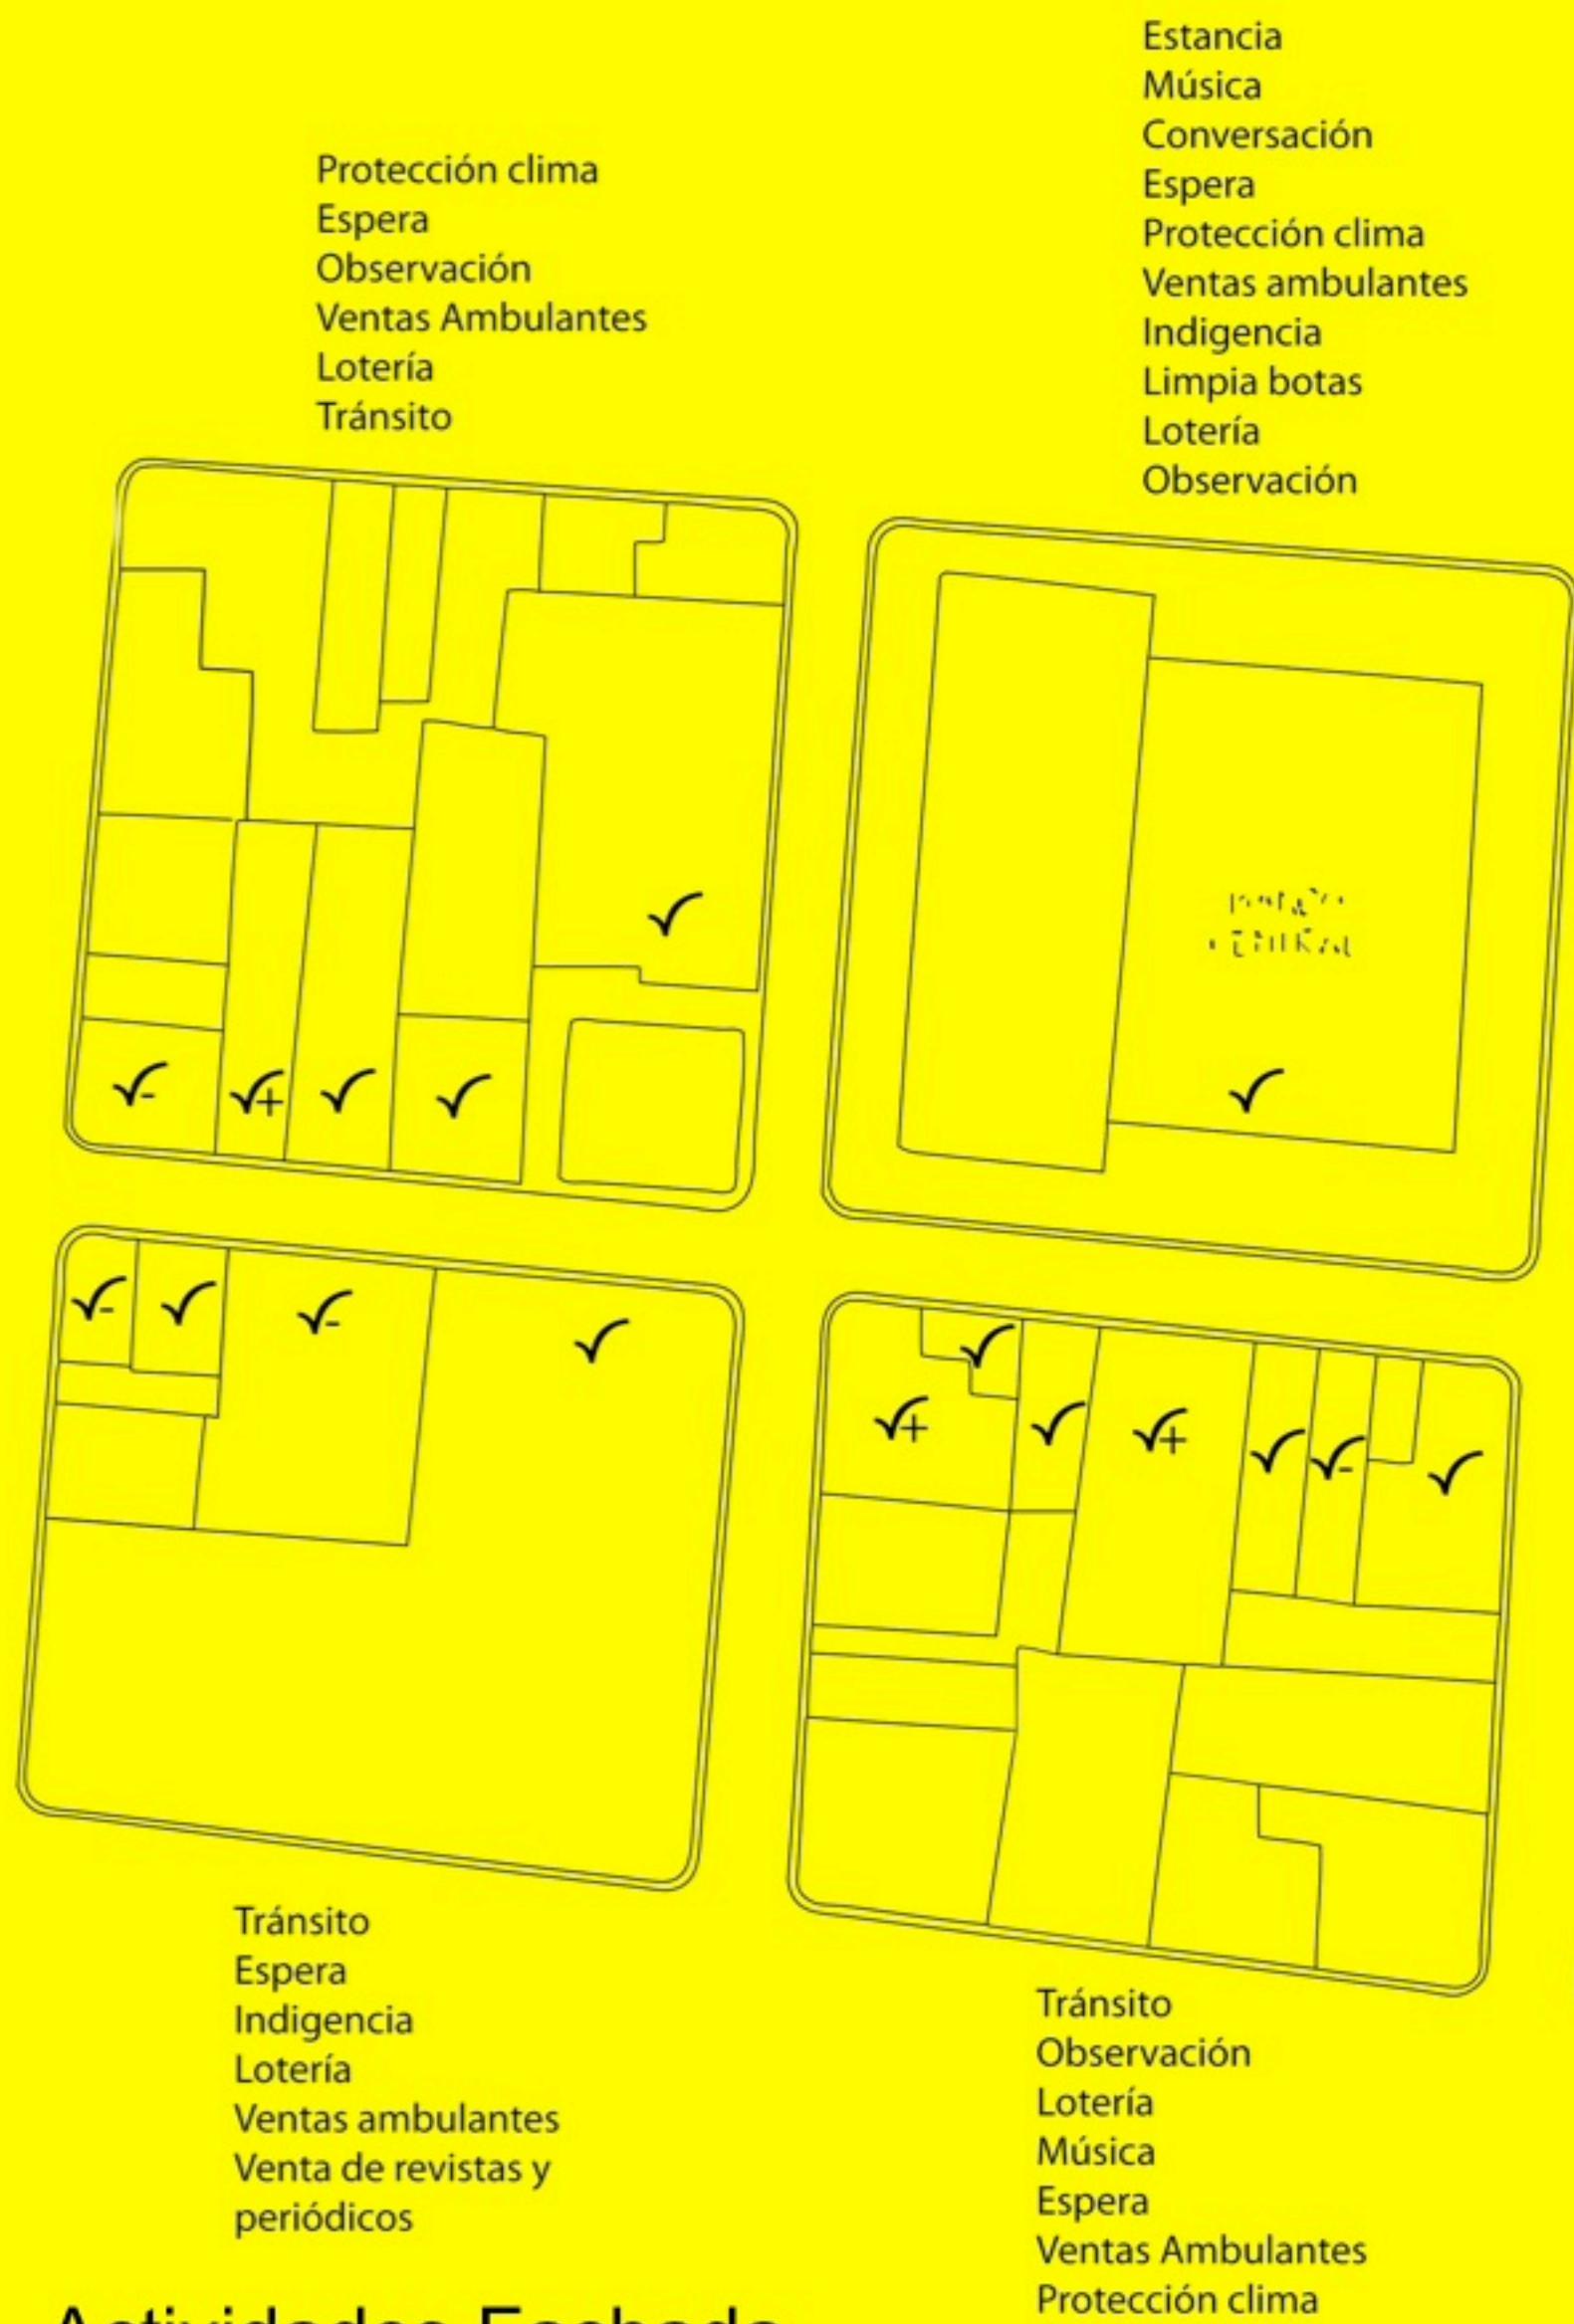 Protección clima
Espera
Observación
Ventas Ambulantes
Lotería
Tránsito
Estancia
Música
Conversación
Espera
Protección clima
Ventas ambulantes
Indigencia
Limpia botas
Lotería
Observación
Tránsito
Espera
Indigencia
Lotería
Ventas ambulantes
Venta de revistas y
periódicos
Tránsito
Observación
Lotería
Música
Espera
Ventas Ambulantes
Protección clima
Actividades Fachada